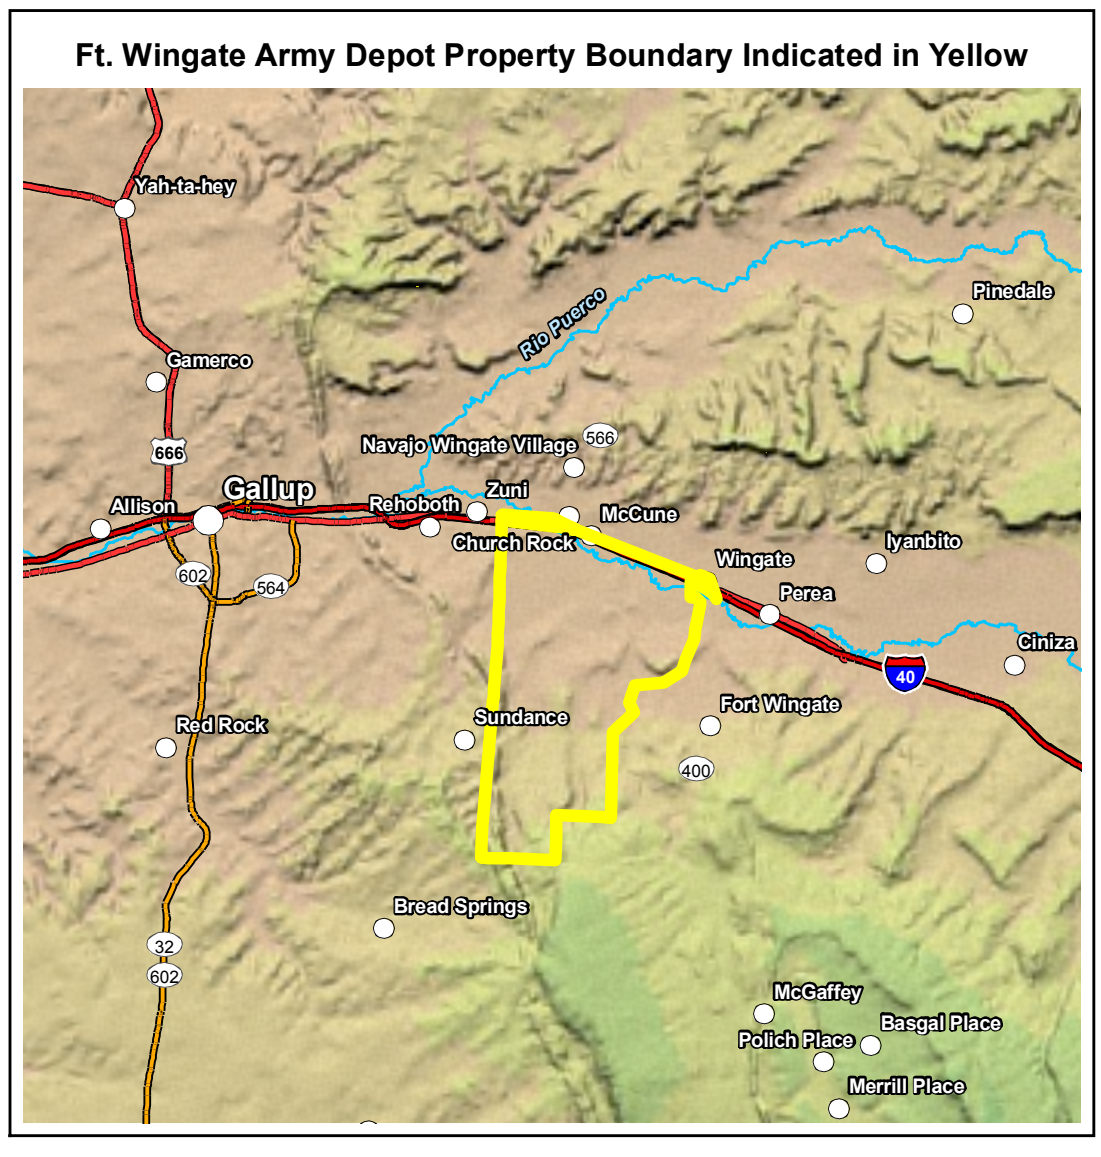 Ft. Wingate Army Depot Property Boundary Indicated in Yellow
Yah-ta-hey
Pinedale
Rio Puerco
Gamerco
566
Navajo Wingate Village
666
Gallup
Zuni
Allison
Rehoboth
McCune
Church Rock
Iyanbito
Wingate
602
564
Perea
Ciniza
40
Fort Wingate
Sundance
Red Rock
400
Bread Springs
32
602
McGaffey
Basgal Place
Polich Place
Merrill Place